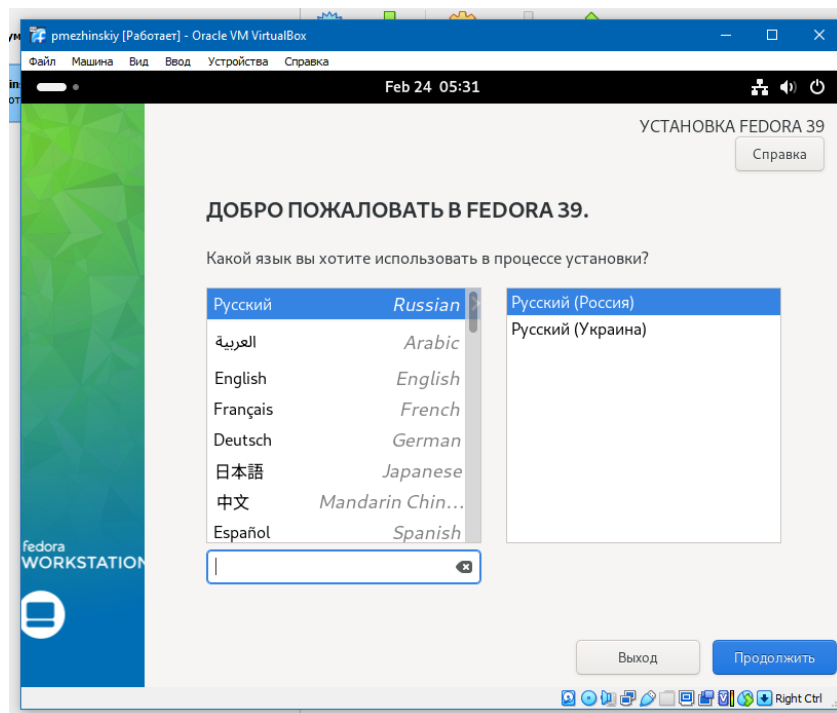 pmezhinskiy [Работает] - Oracle VM VirtualBox
Файл Машина Вид Ввод Устройства Справка
Feb 24 05:31
УСТАНОВКА FEDORA 39
Справка
ДОБРО ПОЖАЛОВАТЬ В FEDORA 39.
Какой язык вы хотите использовать в процессе установки?
Русский Russian
العربية Arabic
English English
Français French
Deutsch German
日本語 Japanese
中文 Mandarin Chin...
Español Spanish
Русский (Россия)
Русский (Украина)
fedora
WORKSTATION
Выход
Продолжить
Right Ctrl